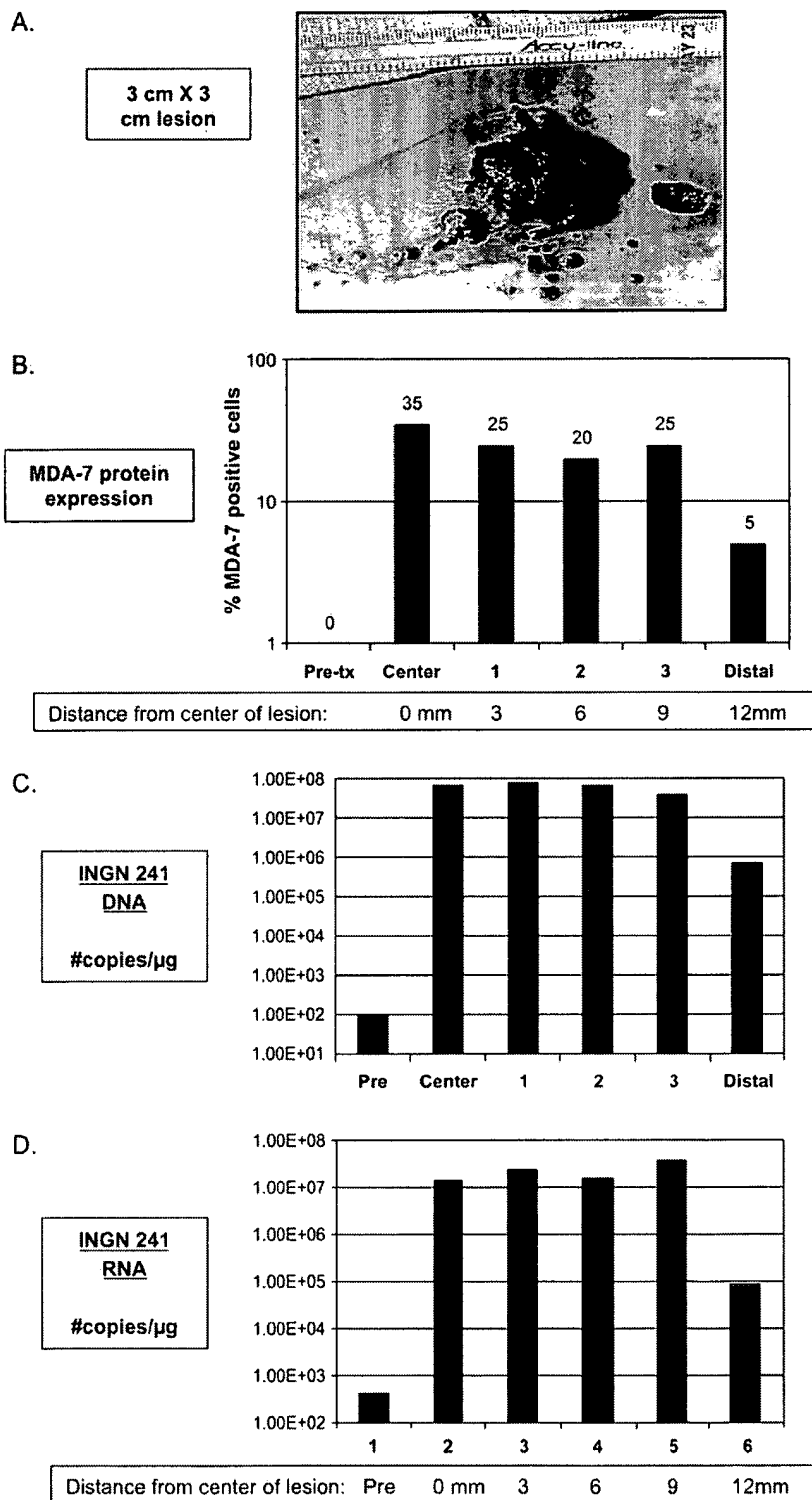 A.
3 cm X 3
cm lesion
Accu-line
MAY 23
B.
MDA-7 protein
expression
% MDA-7 positive cells
100
10
1
0
35
25
20
25
5
Pre-tx Center 1 2 3 Distal
Distance from center of lesion: 0 mm 3 6 9 12mm
C.
INGN 241
DNA
#copies/µg
1.00E+08
1.00E+07
1.00E+06
1.00E+05
1.00E+04
1.00E+03
1.00E+02
1.00E+01
Pre Center 1 2 3 Distal
D.
INGN 241
RNA
#copies/µg
1.00E+08
1.00E+07
1.00E+06
1.00E+05
1.00E+04
1.00E+03
1.00E+02
1 2 3 4 5 6
Distance from center of lesion: Pre 0 mm 3 6 9 12mm